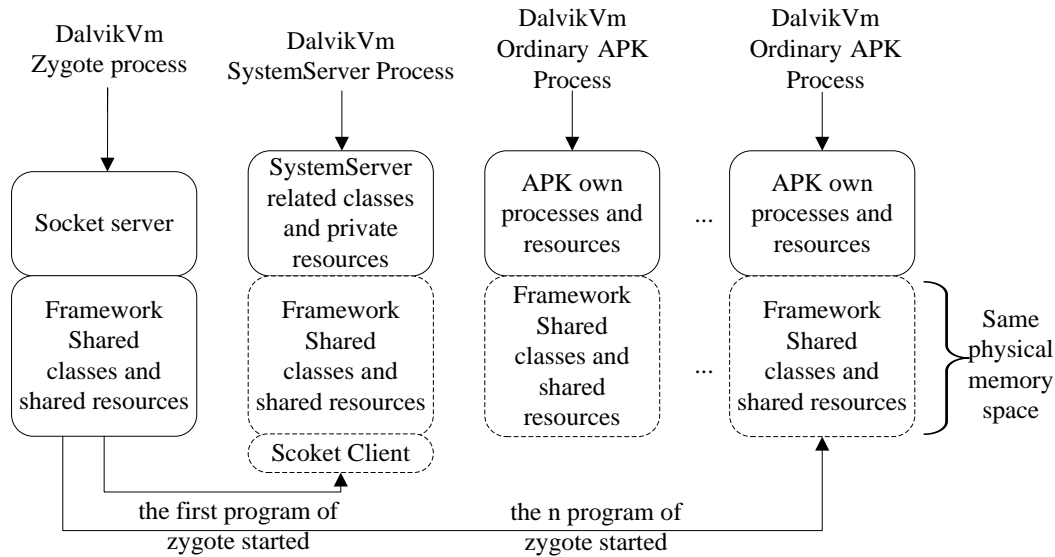 DalvikVm
Zygote process
DalvikVm
SystemServer Process
DalvikVm
Ordinary APK
Process
DalvikVm
Ordinary APK
Process
Socket server
SystemServer
related classes
and private
resources
APK own
processes and
resources
...
APK own
processes and
resources
Framework
Shared
classes and
shared resources
Framework
Shared
classes and
shared resources
Framework
Shared
classes and
shared
resources
...
Framework
Shared
classes and
shared resources
Same
physical
memory
space
Scoket Client
the first program of
zygote started
the n program of
zygote started